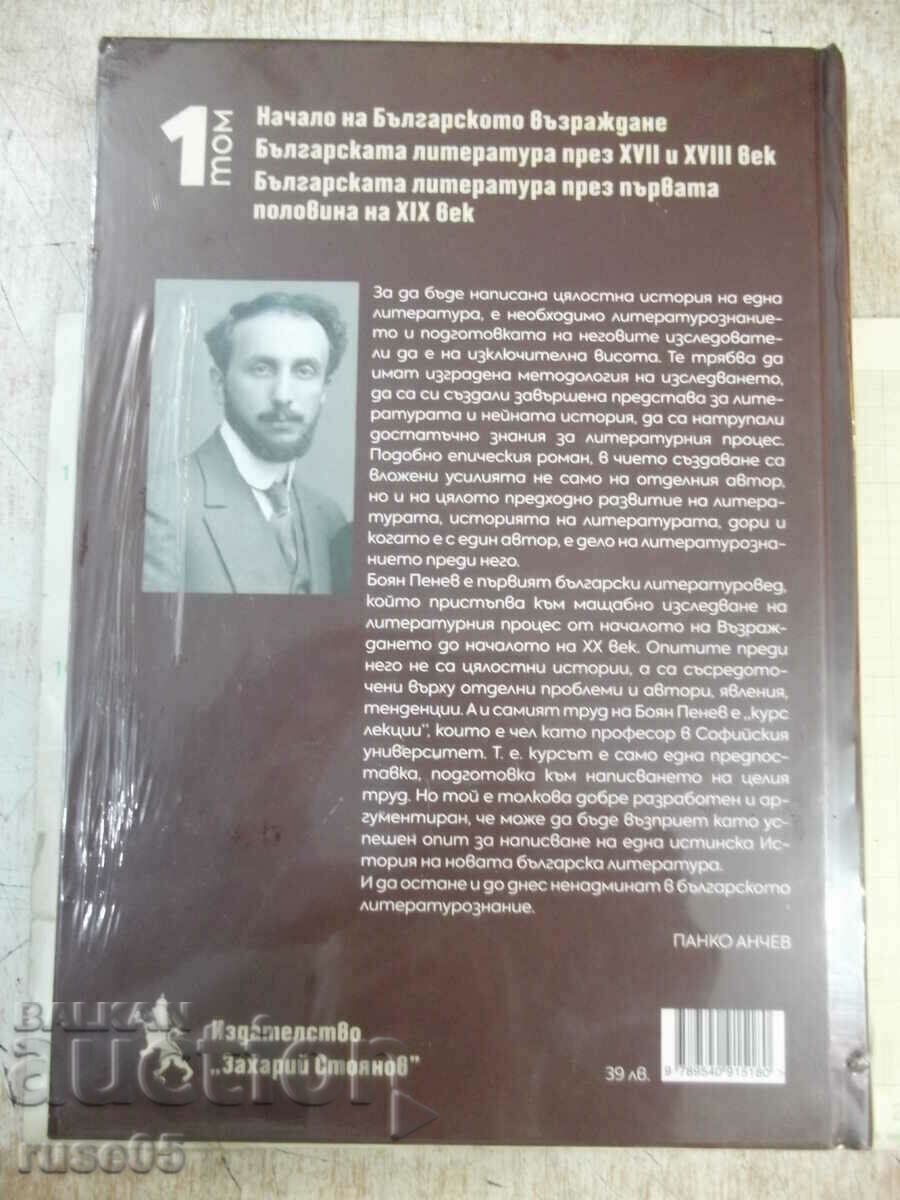 1 том
Начало на Българското възраждане
Българската литература през XVII и XVIII век
Българската литература през първата
половина на XIX век
За да бъде написана цялостна история на една
литература, е необходимо литературознание-
то и подготовката на неговите изследовате-
ли да е на изключителна висота. Те трябва да
имат изградена методология на изследването,
да са си създали завършена представа за лите-
ратурата и нейната история, да са натрупали
достатъчно знания за литературния процес.
Подобно епическия роман, в чието създаване са
вложени усилията не само на отделния автор,
но и на цялото предходно развитие на литера-
турата, историята на литературата, дори и
когато е с един автор, е дело на литературозна-
нието преди него.
Боян Пенев е първият български литературовед,
който пристъпва към мащабно изследване на
литературния процес от началото на Възраж-
дането до началото на XX век. Опитите преди
него не са цялостни истории, а са съсредото-
чени върху отделни проблеми и автори, явления,
тенденции. А и самият труд на Боян Пенев е „курс
лекции", които е чел като професор в Софийския
университет. Т. е. курсът е само една предпос-
тавка, подготовка към написването на целия
труд. Но той е толкова добре разработен и ар-
гументиран, че може да бъде възприет като ус-
пешен опит за написване на една истинска Ис-
тория на новата българска литература.
И да остане и до днес ненадминат в българското
литературознание.
ПАНКО АНЧЕВ
Издателство
„Захарий Стоянов"
39 лв.
9 789540 915180 >
BALKAN
auction
ruse05